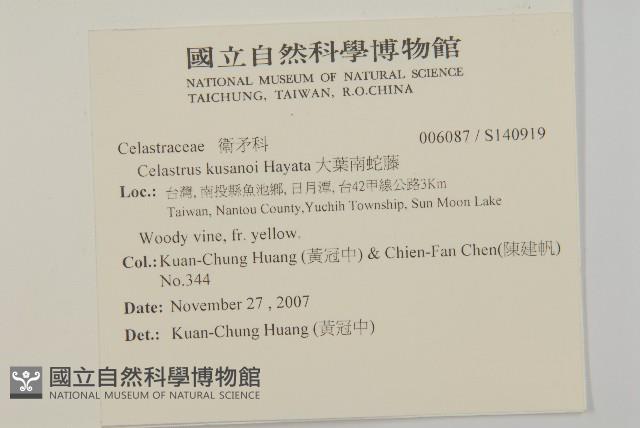 國立自然科學博物館
NATIONAL MUSEUM OF NATURAL SCIENCE
TAICHUNG, TAIWAN, R.O.CHINA
Celastraceae 衛矛科 006087 / S140919
Celastrus kusanoi Hayata 大葉南蛇藤
Loc.: 台灣, 南投縣魚池鄉, 日月潭, 台42甲線公路3Km
Taiwan, Nantou County,Yuchih Township, Sun Moon Lake
Woody vine, fr. yellow.
Col.: Kuan-Chung Huang (黃冠中) & Chien-Fan Chen(陳建帆)
No.344
Date: November 27 , 2007
Det.: Kuan-Chung Huang (黃冠中)
國立自然科學博物館
NATIONAL MUSEUM OF NATURAL SCIENCE